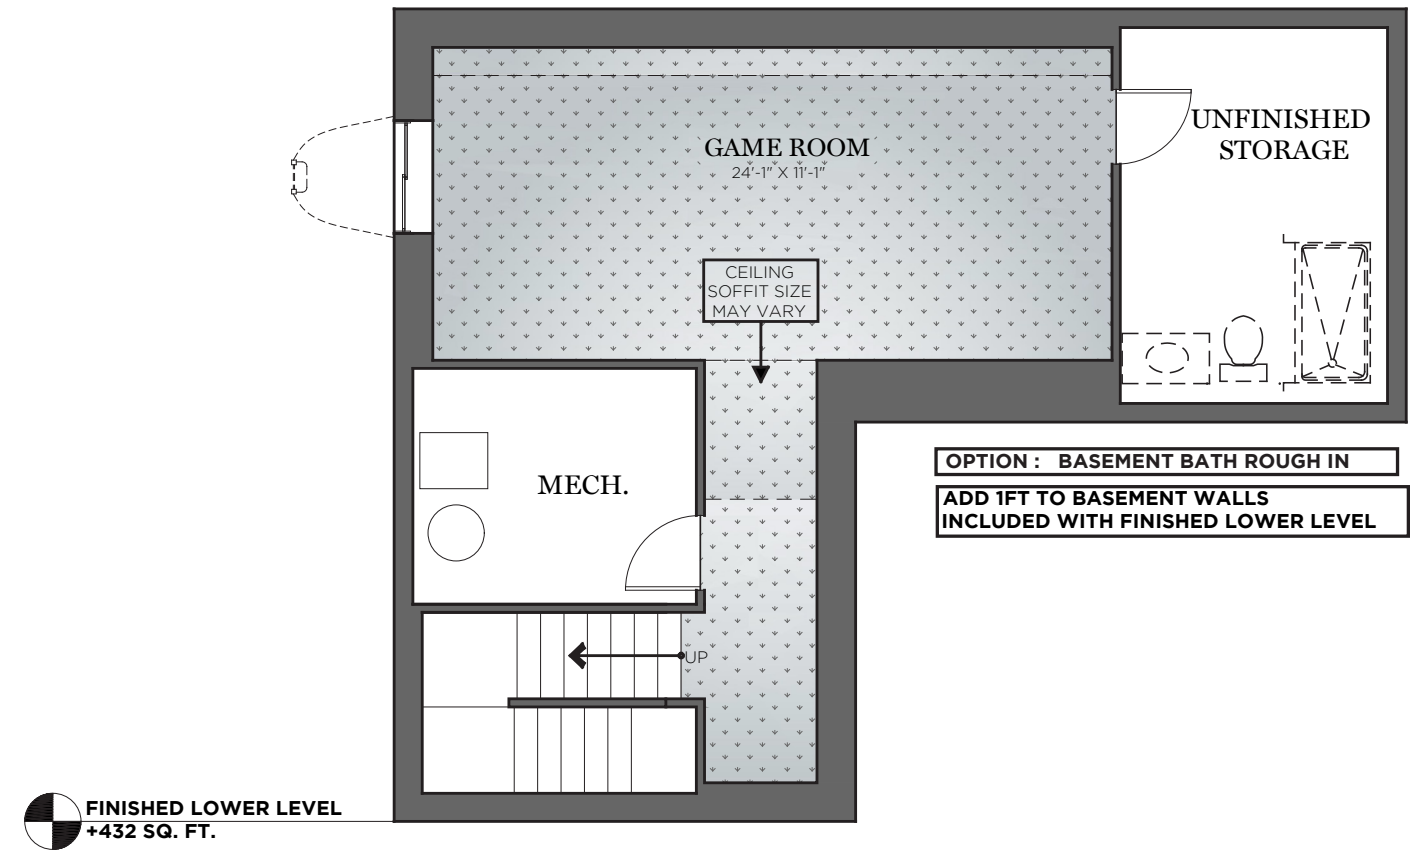 UNFINISHED
STORAGE
GAME ROOM
24'-1" X 11'-1"
CEILING
SOFFIT SIZE
MAY VARY
MECH.
OPTION : BASEMENT BATH ROUGH IN
ADD 1FT TO BASEMENT WALLS
INCLUDED WITH FINISHED LOWER LEVEL
UP
FINISHED LOWER LEVEL
+432 SQ. FT.